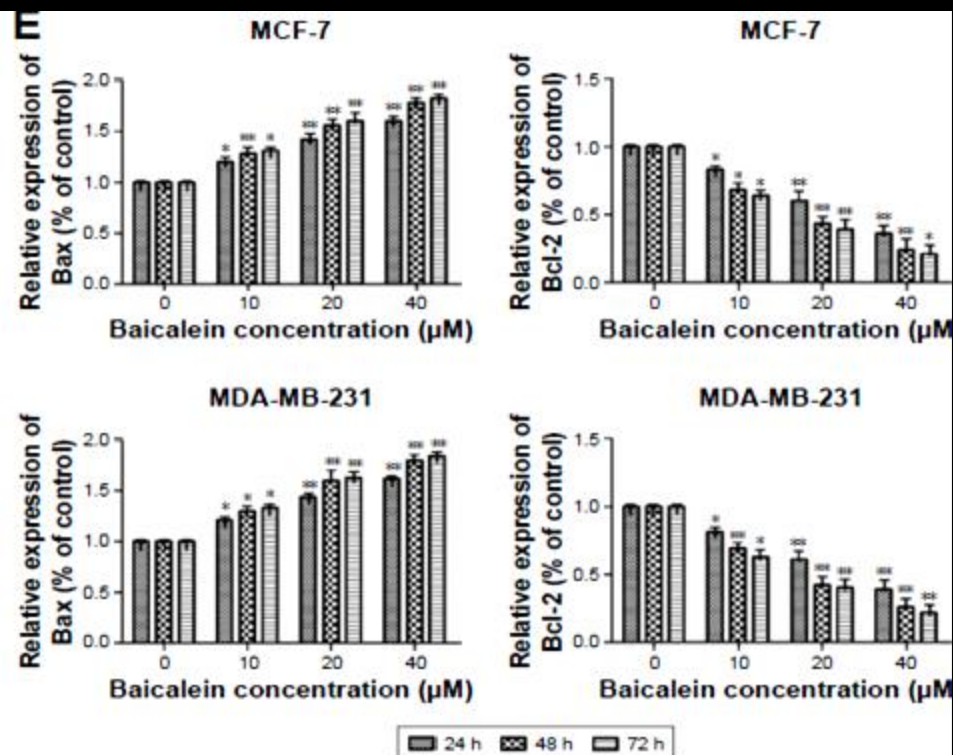 E
MCF-7
Relative expression of
Bax (% of control)
2.0
1.5
1.0
0.5
0.0
* ** *
** ** **
** ** **
0 10 20 40
Baicalein concentration (µM)
MCF-7
Relative expression of
Bcl-2 (% of control)
1.5
1.0
0.5
0.0
* * *
** ** **
** ** *
0 10 20 40
Baicalein concentration (µM
MDA-MB-231
Relative expression of
Bax (% of control)
2.0
1.5
1.0
0.5
0.0
* * *
** ** **
** ** **
0 10 20 40
Baicalein concentration (µM)
MDA-MB-231
Relative expression of
Bcl-2 (% of control)
1.5
1.0
0.5
0.0
* ** *
** ** **
** ** **
0 10 20 40
Baicalein concentration (µM
24 h 48 h 72 h